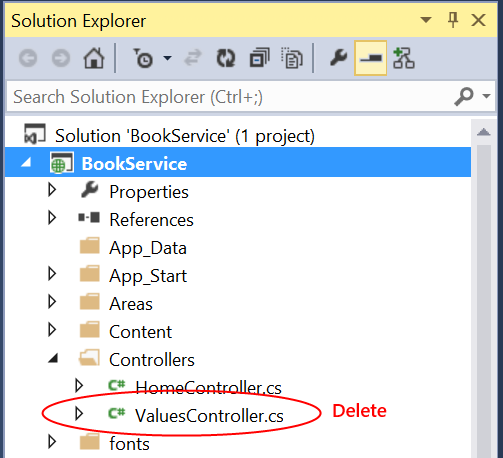 Solution Explorer
Search Solution Explorer (Ctrl+;)
Solution 'BookService' (1 project)
BookService
Properties
References
App_Data
App_Start
Areas
Content
Controllers
C# HomeController.cs
C# ValuesController.cs Delete
fonts